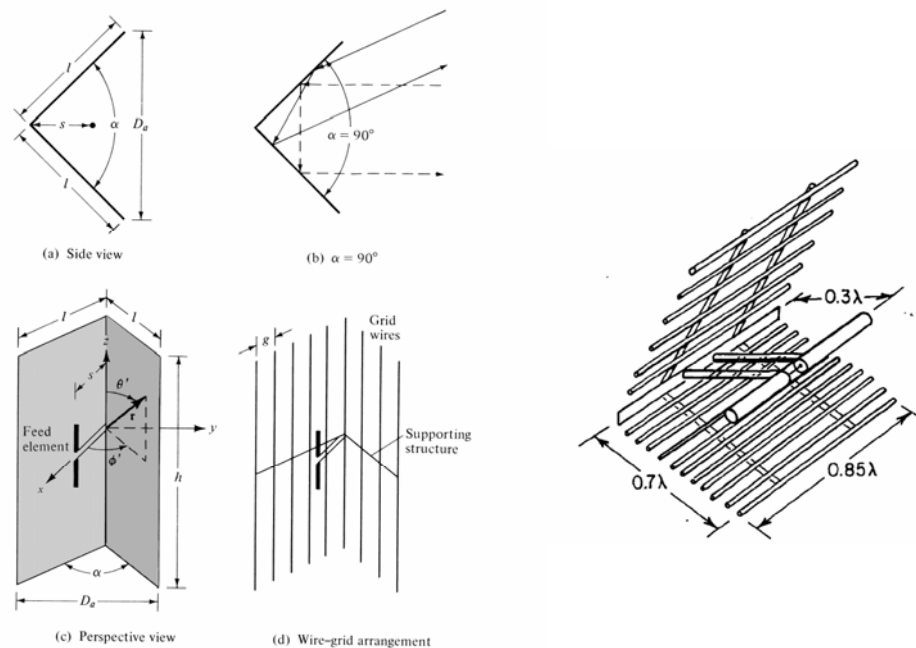 l
s
α
D_a
l
(a) Side view
α = 90°
(b) α = 90°
l
l
z
s
θ'
r
Feed
element
y
φ'
x
h
α
D_a
(c) Perspective view
g
Grid
wires
Supporting
structure
(d) Wire-grid arrangement
0.3λ
0.7λ
0.85λ